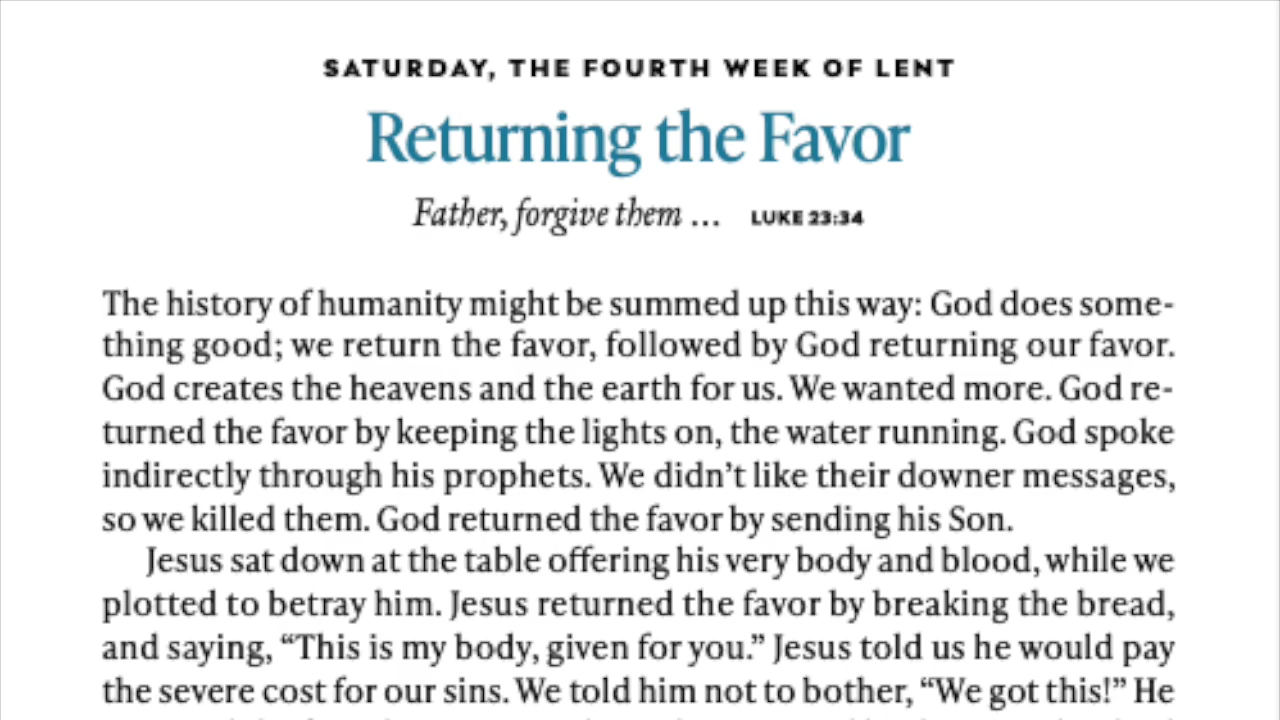 SATURDAY, THE FOURTH WEEK OF LENT
Returning the Favor
Father, forgive them … LUKE 23:34
The history of humanity might be summed up this way: God does some-
thing good; we return the favor, followed by God returning our favor.
God creates the heavens and the earth for us. We wanted more. God re-
turned the favor by keeping the lights on, the water running. God spoke
indirectly through his prophets. We didn’t like their downer messages,
so we killed them. God returned the favor by sending his Son.
Jesus sat down at the table offering his very body and blood, while we
plotted to betray him. Jesus returned the favor by breaking the bread,
and saying, “This is my body, given for you.” Jesus told us he would pay
the severe cost for our sins. We told him not to bother, “We got this!” He